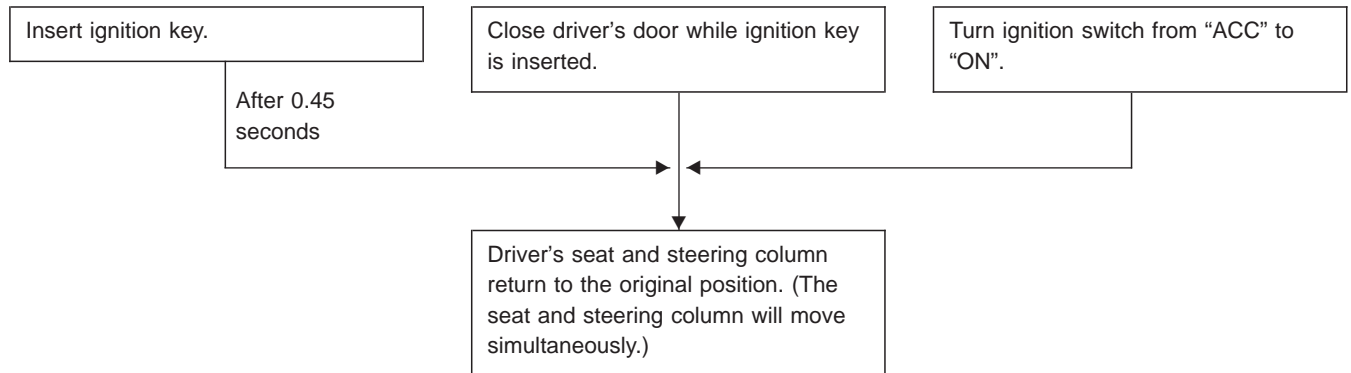 Insert ignition key.
Close driver’s door while ignition key
is inserted.
Turn ignition switch from “ACC” to
“ON”.
After 0.45
seconds
Driver’s seat and steering column
return to the original position. (The
seat and steering column will move
simultaneously.)